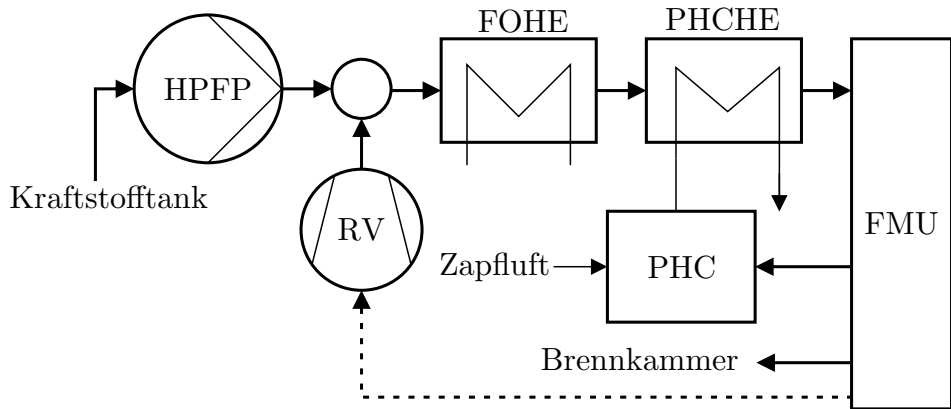 FOHE
PHCHE
HPFP
Kraftstofftank
RV
FMU
Zapfluft
PHC
Brennkammer